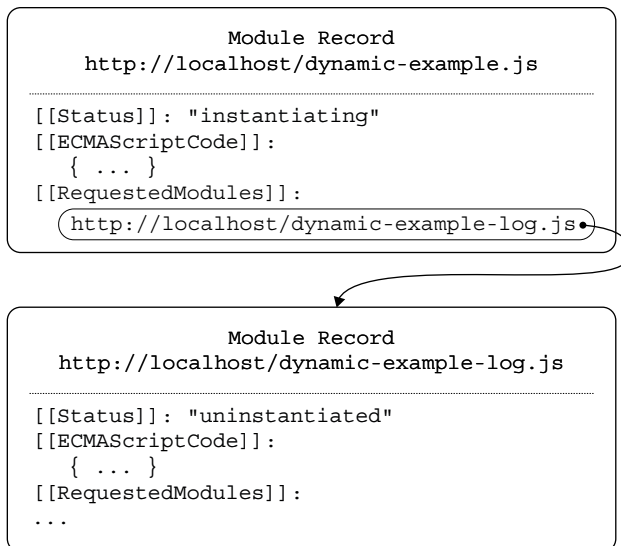 Module Record
http://localhost/dynamic-example.js
[[Status]]: "instantiating"
[[ECMAScriptCode]]:
{ ... }
[[RequestedModules]]:
http://localhost/dynamic-example-log.js
Module Record
http://localhost/dynamic-example-log.js
[[Status]]: "uninstantiated"
[[ECMAScriptCode]]:
{ ... }
[[RequestedModules]]:
...